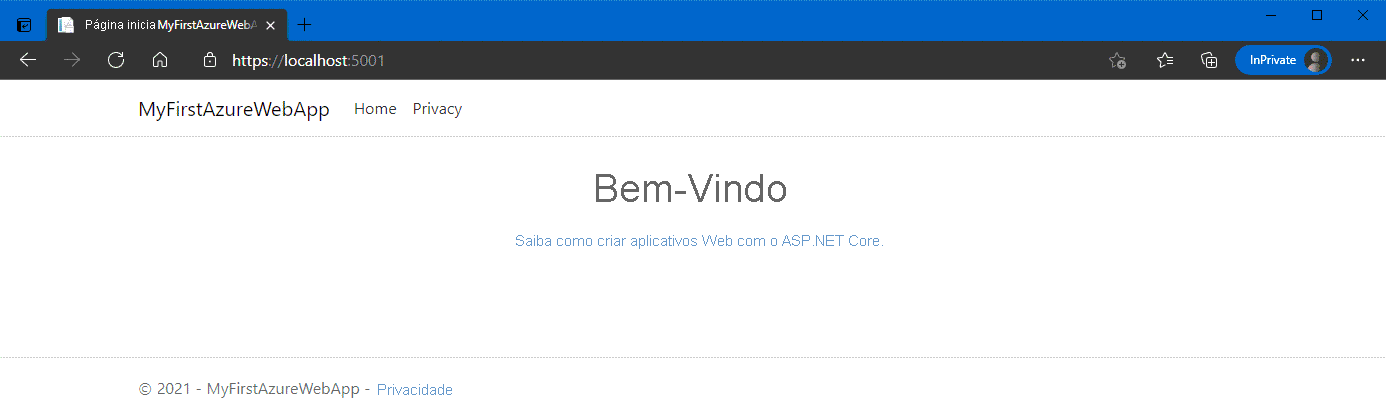 Página inicia MyFirstAzureWebA
https://localhost:5001
InPrivate
MyFirstAzureWebApp Home Privacy
Bem-Vindo
Saiba como criar aplicativos Web com o ASP.NET Core.
© 2021 - MyFirstAzureWebApp - Privacidade